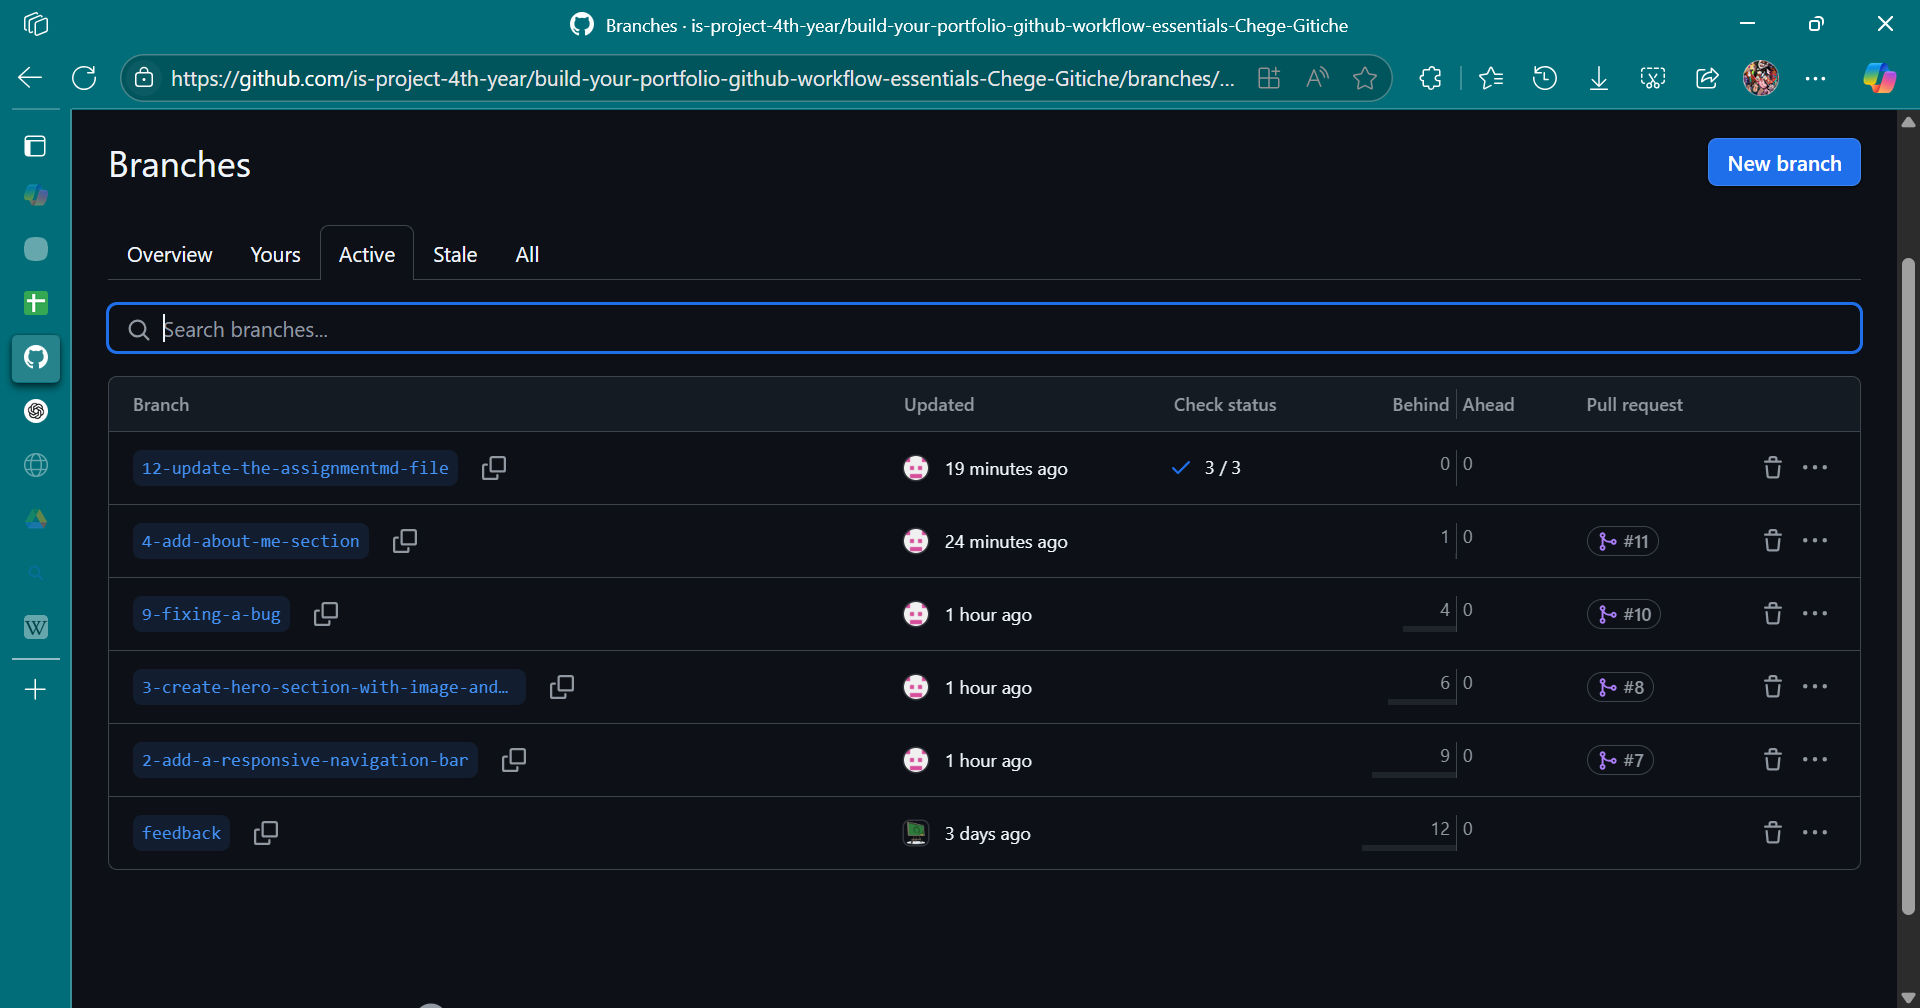 Branches · is-project-4th-year/build-your-portfolio-github-workflow-essentials-Chege-Gitiche
https://github.com/is-project-4th-year/build-your-portfolio-github-workflow-essentials-Chege-Gitiche/branches/...
Branches
New branch
Overview Yours Active Stale All
Search branches...
Branch Updated Check status Behind Ahead Pull request
12-update-the-assignmentmd-file 19 minutes ago 3 / 3 0 0
4-add-about-me-section 24 minutes ago 1 0 #11
9-fixing-a-bug 1 hour ago 4 0 #10
3-create-hero-section-with-image-and… 1 hour ago 6 0 #8
2-add-a-responsive-navigation-bar 1 hour ago 9 0 #7
feedback 3 days ago 12 0
W